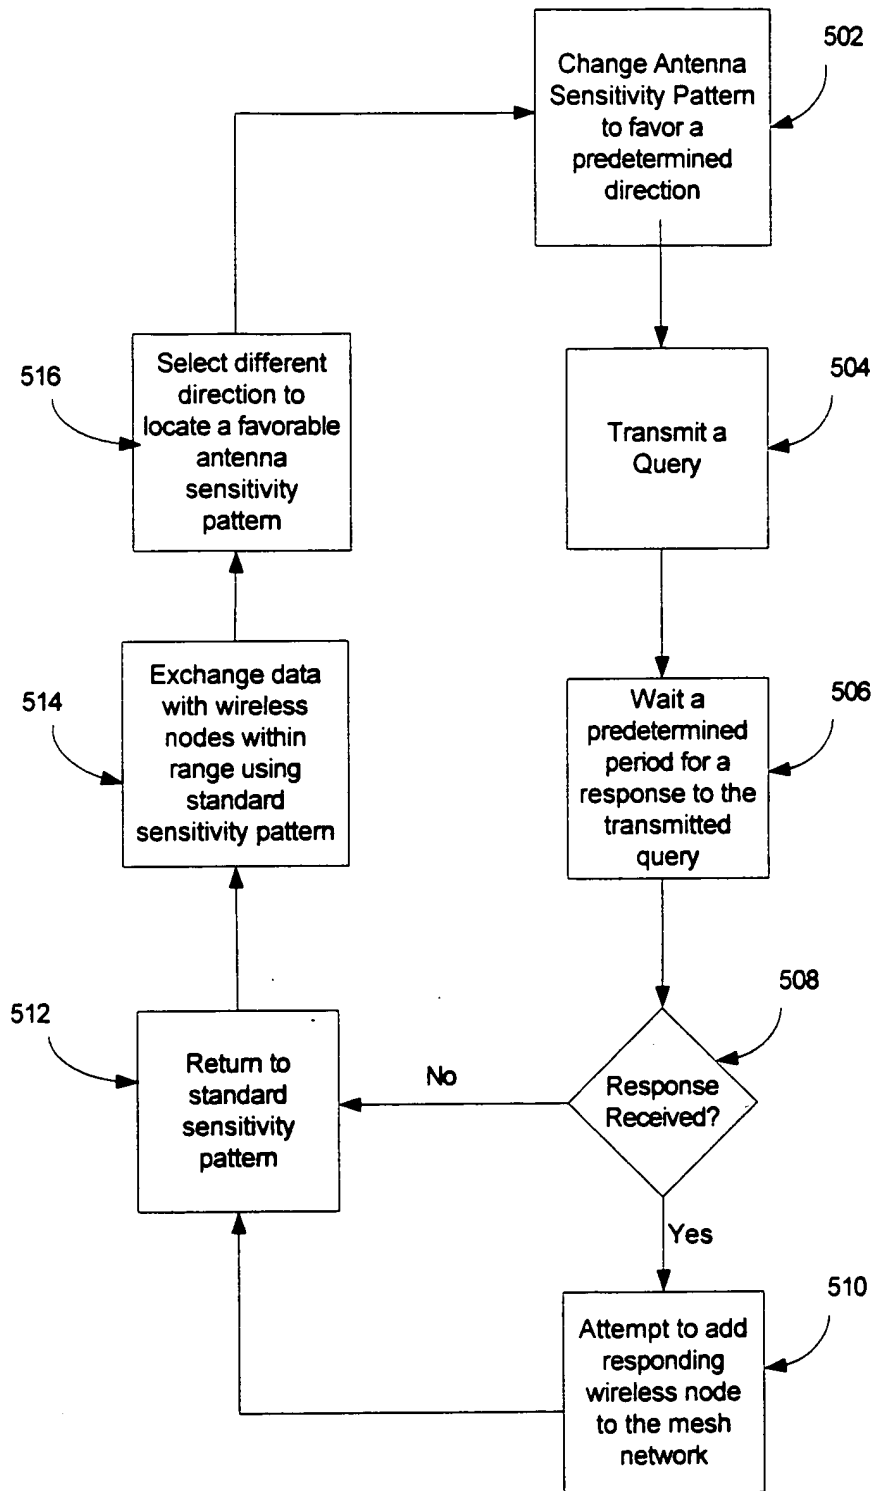 502
Change Antenna
Sensitivity Pattern
to favor a
predetermined
direction
516
Select different
direction to
locate a favorable
antenna
sensitivity
pattern
504
Transmit a
Query
514
Exchange data
with wireless
nodes within
range using
standard
sensitivity pattern
506
Wait a
predetermined
period for a
response to the
transmitted
query
508
Response
Received?
No
Yes
512
Return to
standard
sensitivity
pattern
510
Attempt to add
responding
wireless node
to the mesh
network